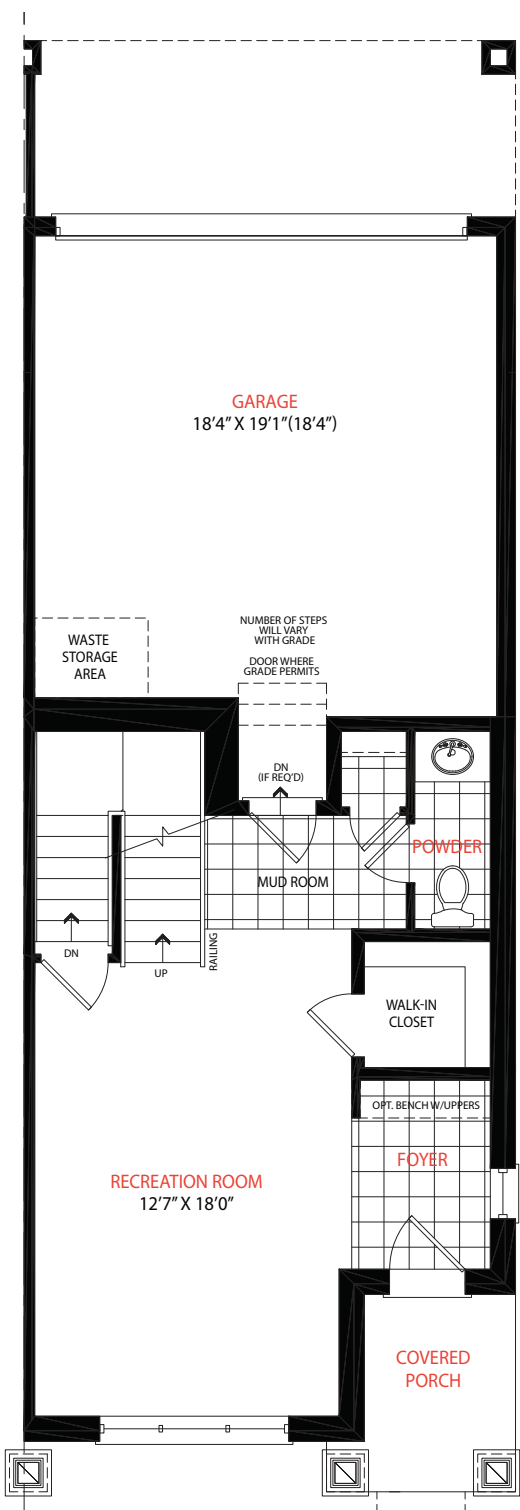 GARAGE
18'4" X 19'1"(18'4")
NUMBER OF STEPS
WILL VARY
WITH GRADE
DOOR WHERE
GRADE PERMITS
WASTE
STORAGE
AREA
DN
(IF REQ'D)
POWDER
MUD ROOM
DN
UP
RAILING
WALK-IN
CLOSET
OPT. BENCH W/UPPERS
FOYER
RECREATION ROOM
12'7" X 18'0"
COVERED
PORCH